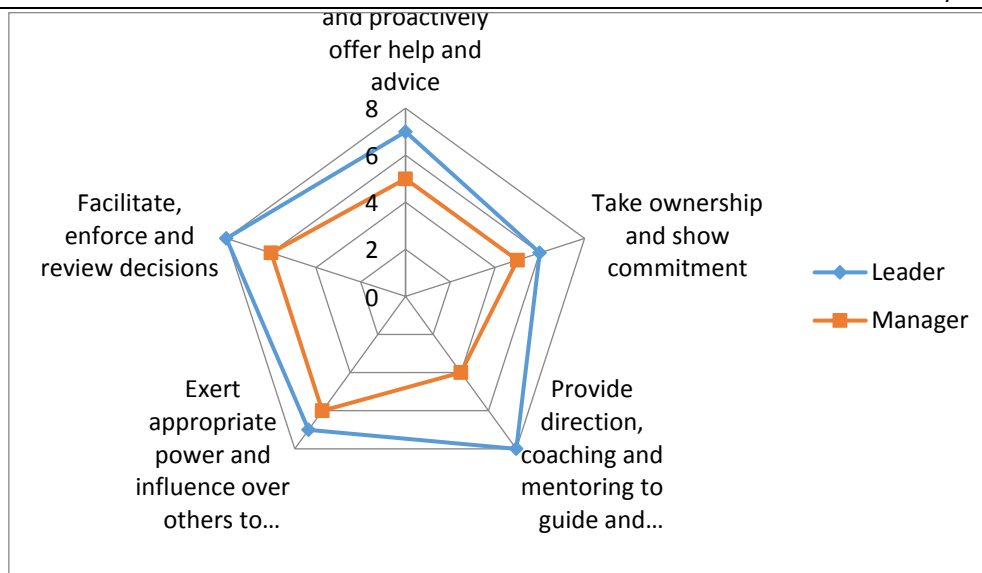 and proactively
offer help and
advice
8
6
4
2
0
Take ownership
and show
commitment
Provide
direction,
coaching and
mentoring to
guide and…
Exert
appropriate
power and
influence over
others to…
Facilitate,
enforce and
review decisions
Leader
Manager